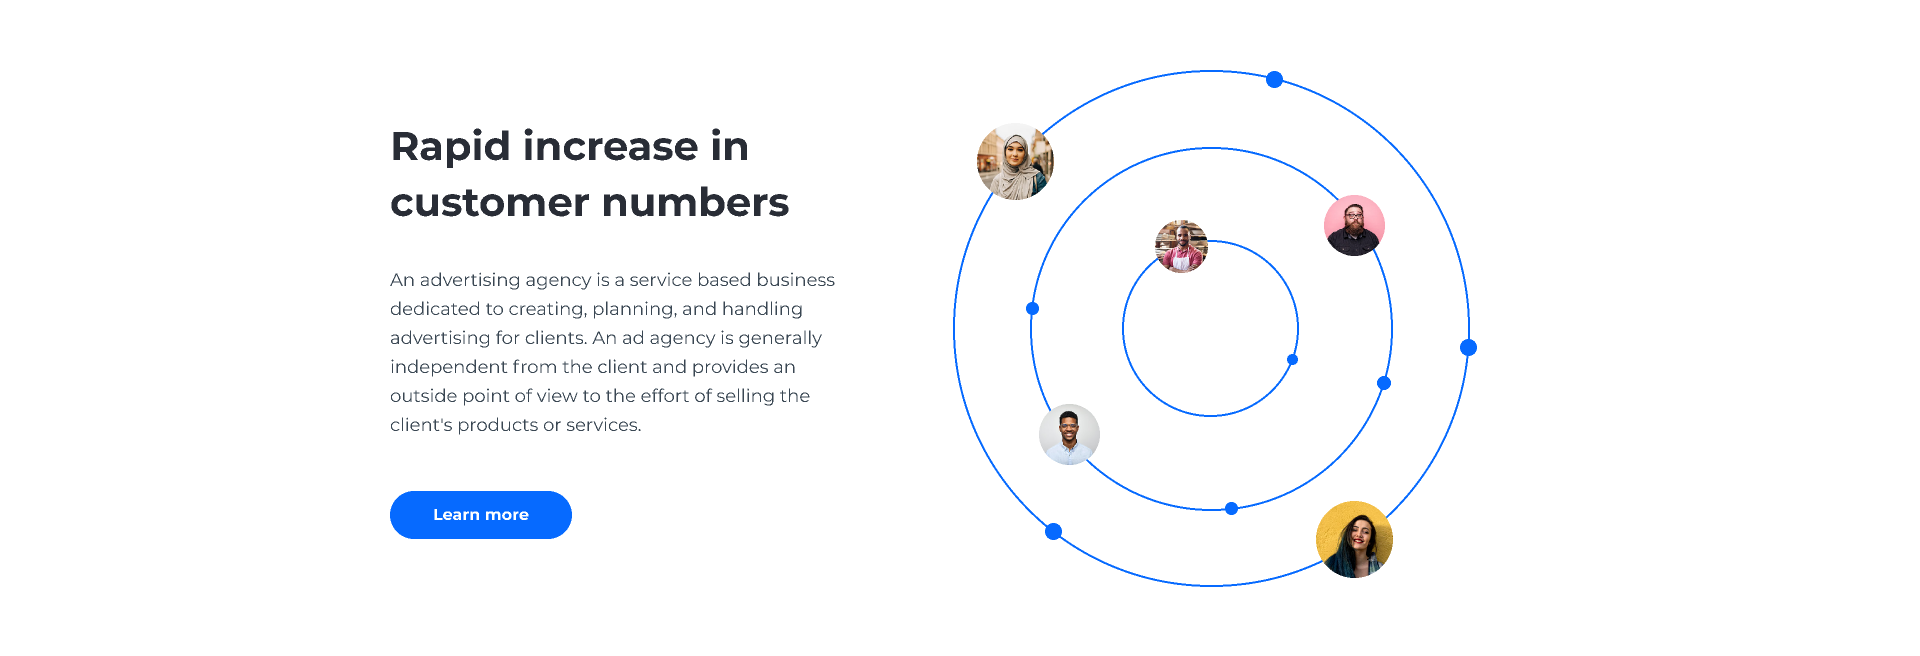 Rapid increase in
customer numbers
An advertising agency is a service based business
dedicated to creating, planning, and handling
advertising for clients. An ad agency is generally
independent from the client and provides an
outside point of view to the effort of selling the
client's products or services.
Learn more